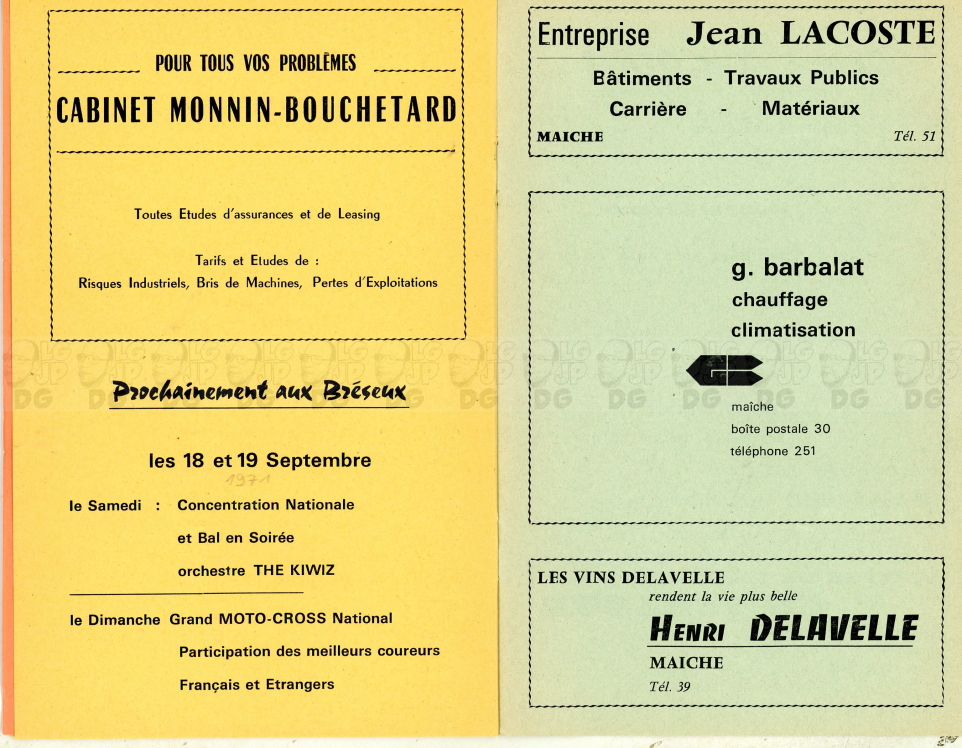 POUR TOUS VOS PROBLÈMES
CABINET MONNIN-BOUCHETARD
Toutes Etudes d'assurances et de Leasing
Tarifs et Etudes de :
Risques Industriels, Bris de Machines, Pertes d'Exploitations
Prochainement aux Bréseux
les 18 et 19 Septembre
1971
le Samedi : Concentration Nationale
et Bal en Soirée
orchestre THE KIWIZ
le Dimanche Grand MOTO-CROSS National
Participation des meilleurs coureurs
Français et Etrangers
Entreprise Jean LACOSTE
Bâtiments - Travaux Publics
Carrière - Matériaux
MAICHE Tél. 51
g. barbalat
chauffage
climatisation
maîche
boîte postale 30
téléphone 251
LES VINS DELAVELLE
rendent la vie plus belle
HENRI DELAVELLE
MAICHE
Tél. 39